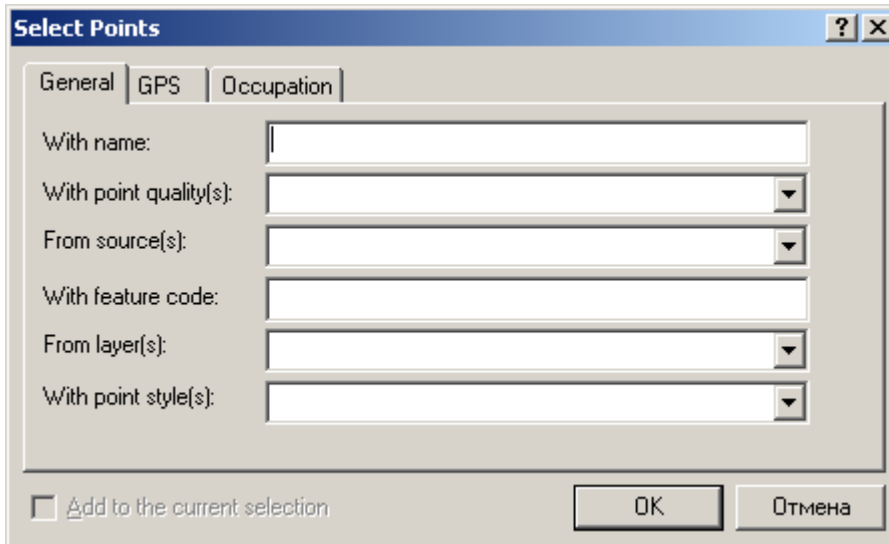 Select Points
General GPS Occupation
With name:
With point quality(s):
From source(s):
With feature code:
From layer(s):
With point style(s):
Add to the current selection OK Отмена